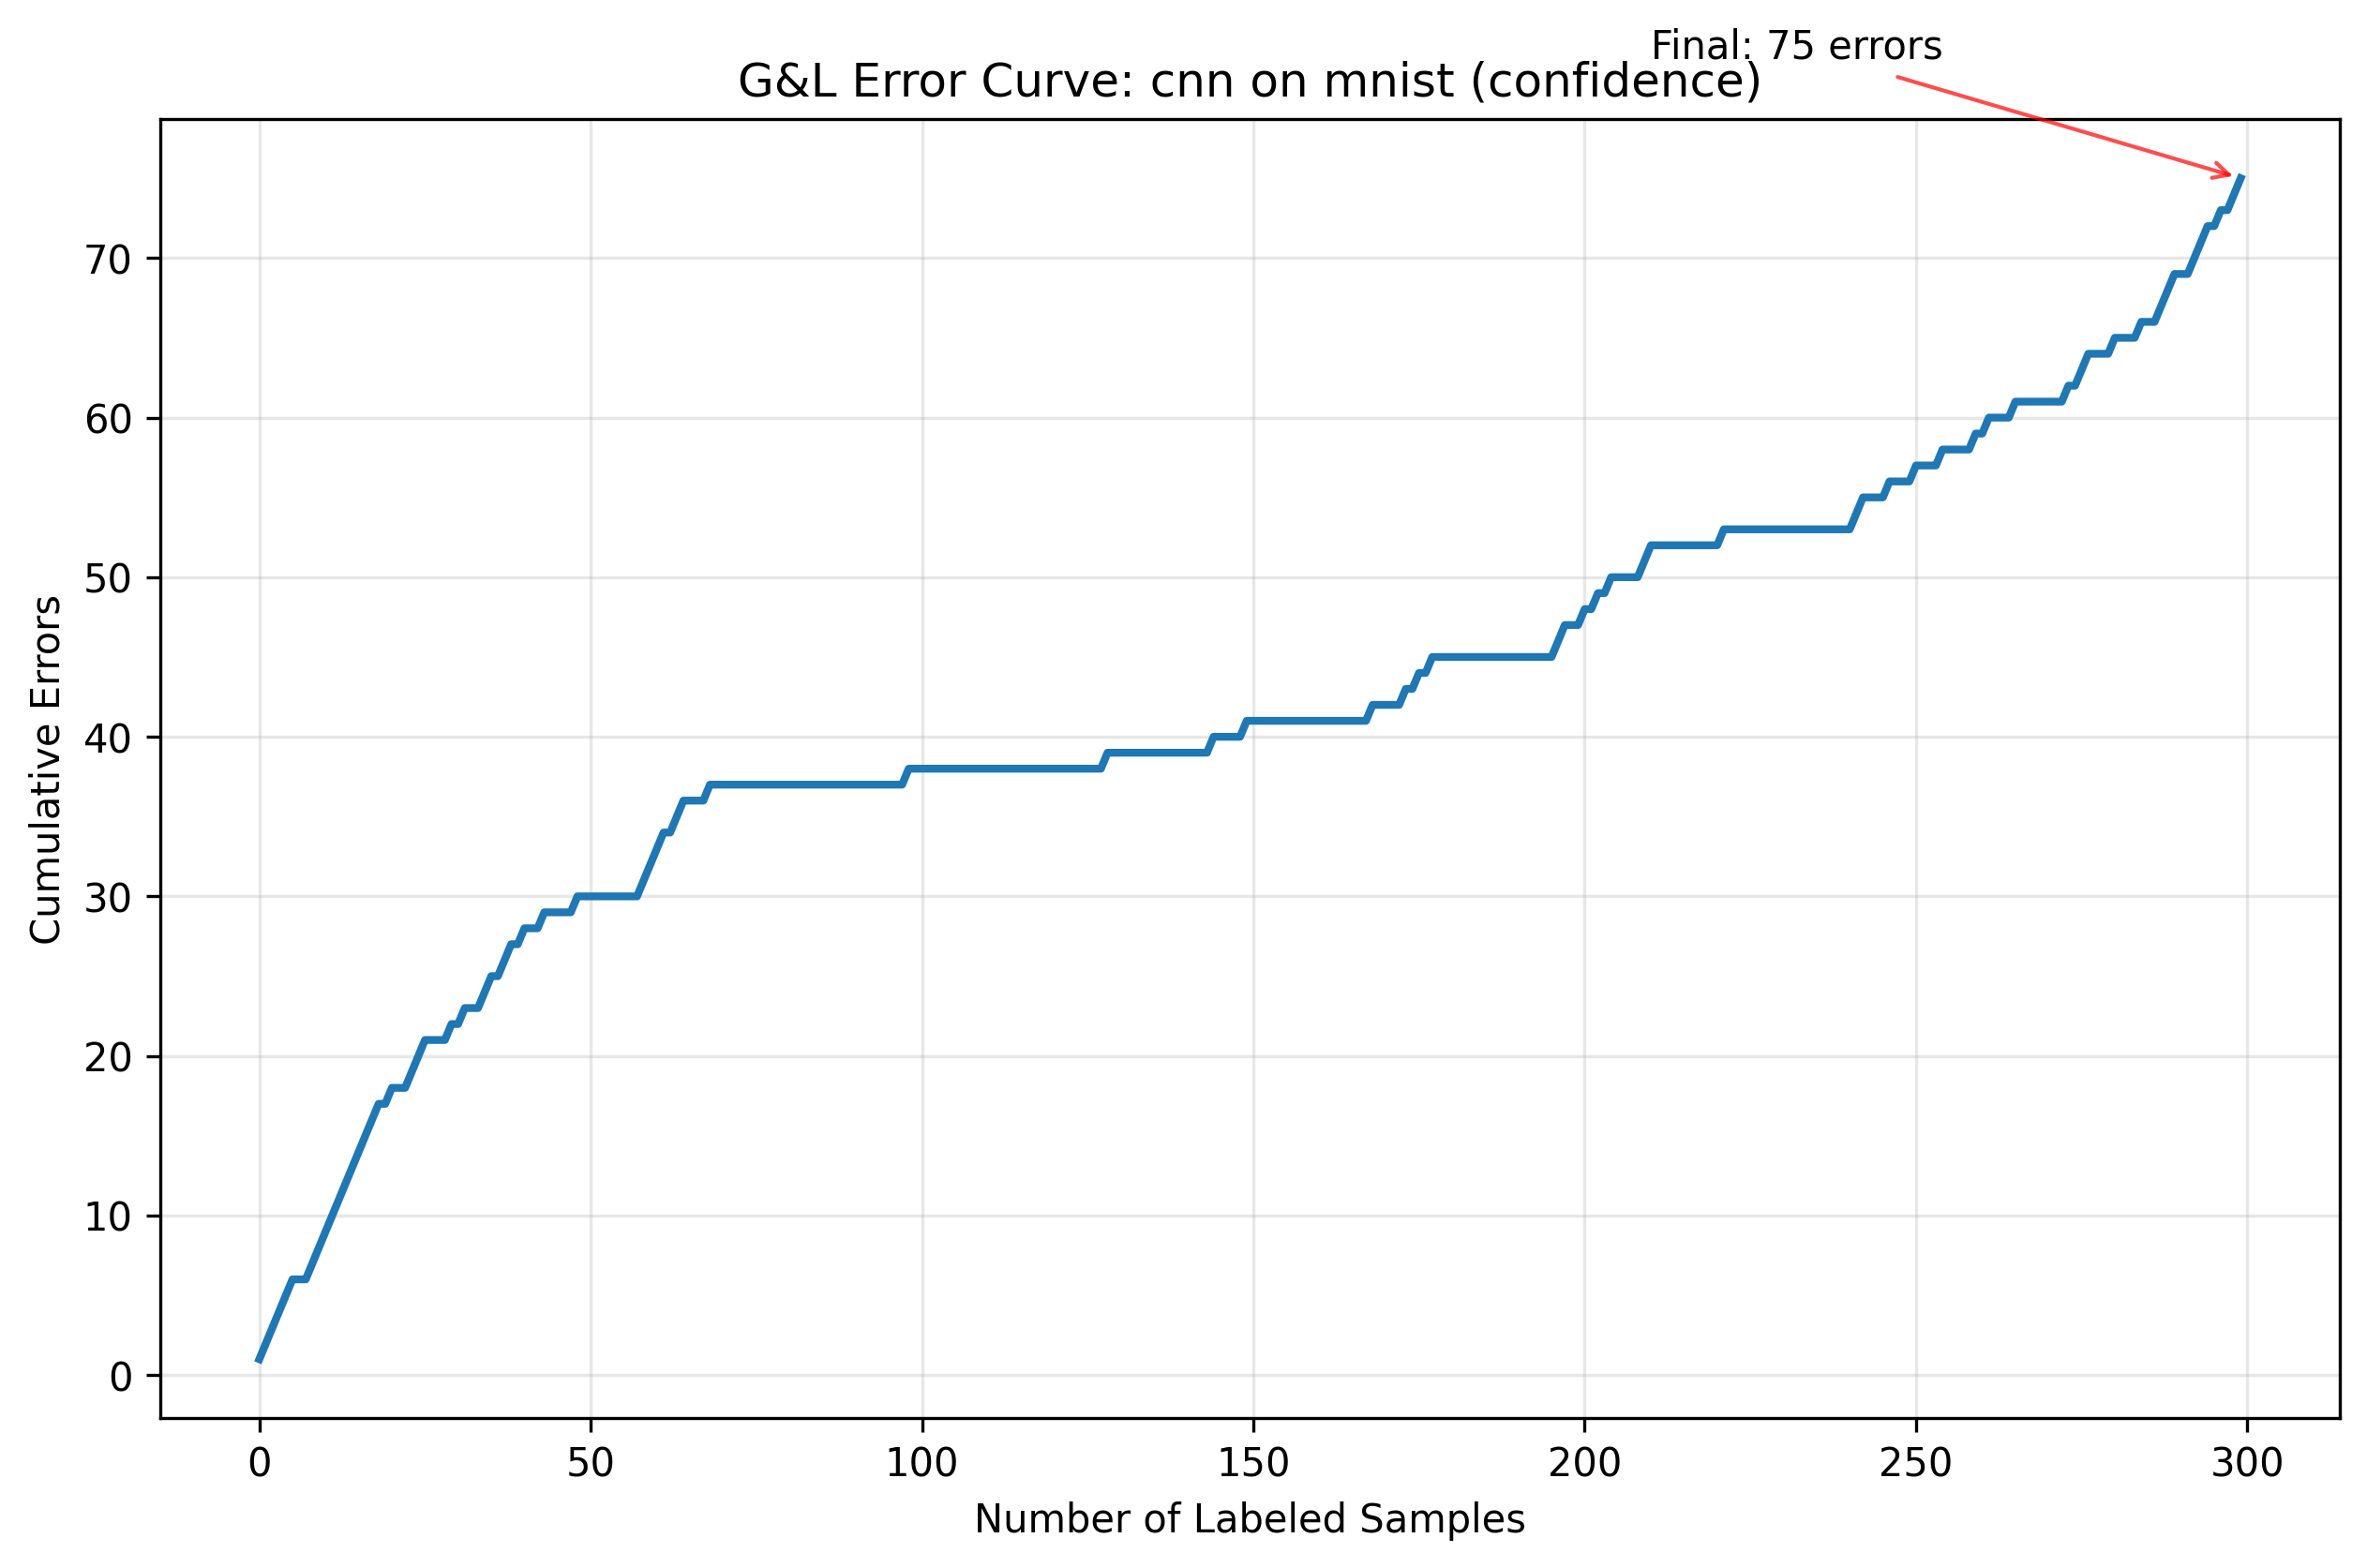 Final: 75 errors
G&L Error Curve: cnn on mnist (confidence)
Cumulative Errors
70
60
50
40
30
20
10
0
0 50 100 150 200 250 300
Number of Labeled Samples